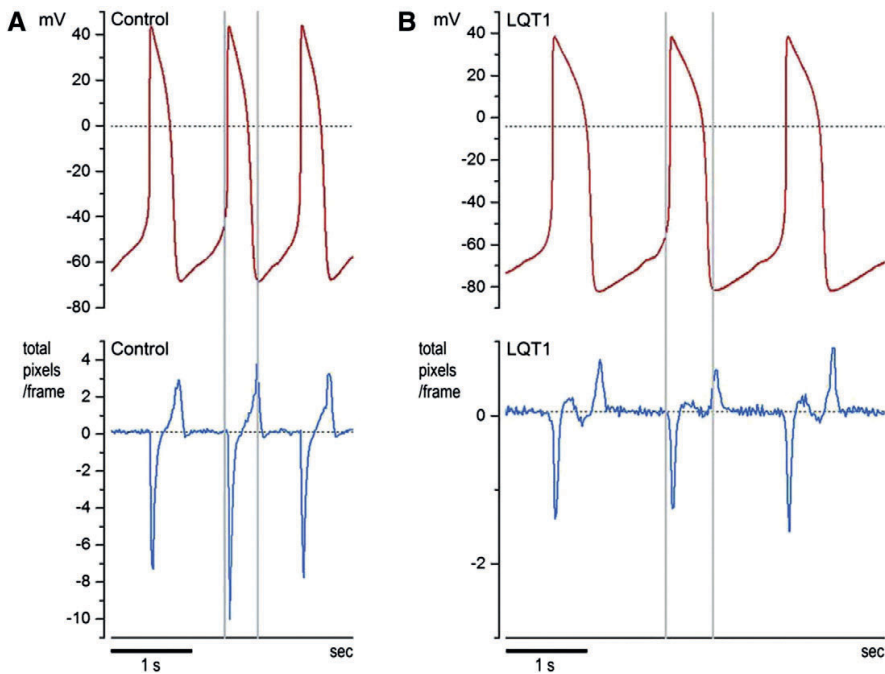 A
mV
Control
40
20
0
-20
-40
-60
-80
total
pixels
/frame
Control
4
2
0
-2
-4
-6
-8
-10
sec
1 s
B
mV
LQT1
40
20
0
-20
-40
-60
-80
total
pixels
/frame
LQT1
0
-2
sec
1 s